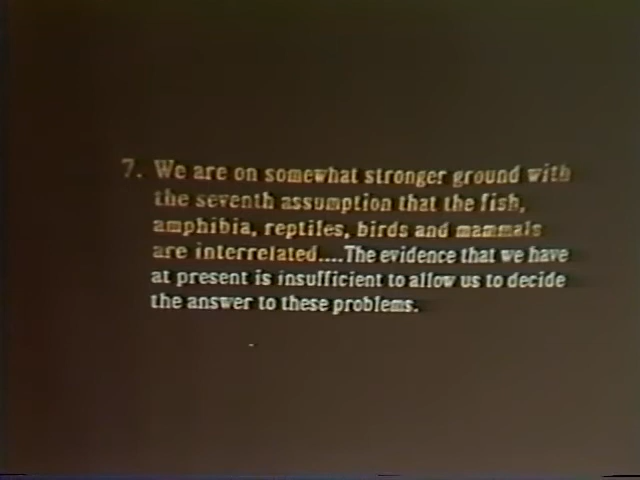 7. We are on somewhat stronger ground with
the seventh assumption that the fish,
amphibia, reptiles, birds and mammals
are interrelated....The evidence that we have
at present is insufficient to allow us to decide
the answer to these problems.